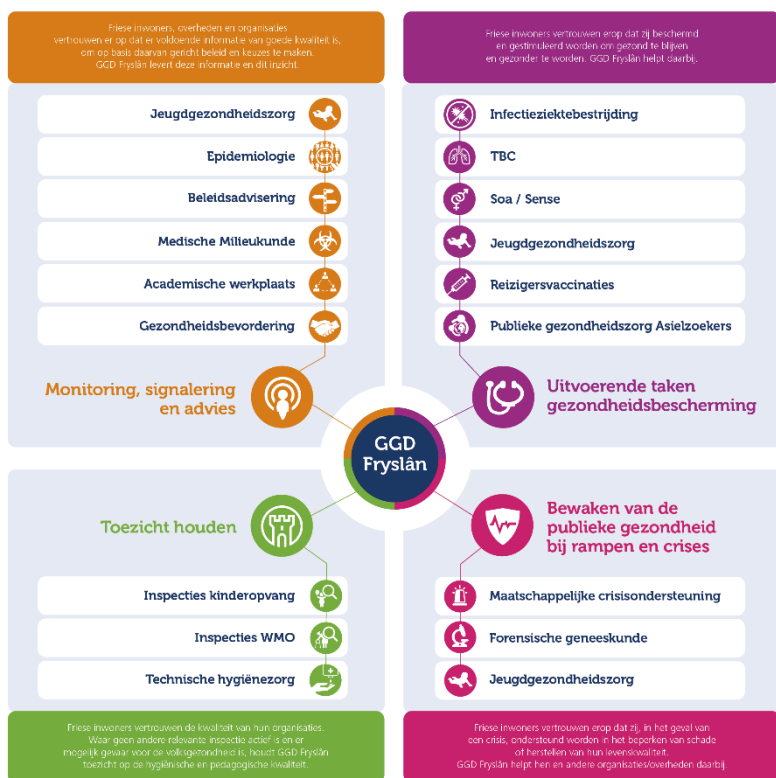 Friese inwoners, overheden en organisaties
vertrouwen er op dat er voldoende informatie van goede kwaliteit is,
om op basis daarvan gericht beleid en keuzes te maken.
GGD Fryslân levert deze informatie en dit inzicht.
Jeugdgezondheidszorg
Epidemiologie
Beleidsadvisering
Medische Milieukunde
Academische werkplaats
Gezondheidsbevordering
Monitoring, signalering
en advies
Friese inwoners vertrouwen erop dat zij beschermd
en gestimuleerd worden om gezond te blijven
en gezonder te worden. GGD Fryslân helpt daarbij.
Infectieziektebestrijding
TBC
Soa / Sense
Jeugdgezondheidszorg
Reizigersvaccinaties
Publieke gezondheidszorg Asielzoekers
Uitvoerende taken
gezondheidsbescherming
GGD
Fryslân
Toezicht houden
Inspecties kinderopvang
Inspecties WMO
Technische hygiënezorg
Friese inwoners vertrouwen de kwaliteit van hun organisaties.
Waar geen andere relevante inspectie actief is en er
mogelijk gevaar voor de volksgezondheid is, houdt GGD Fryslân
toezicht op de hygiënische en pedagogische kwaliteit.
Bewaken van de
publieke gezondheid
bij rampen en crises
Maatschappelijke crisisondersteuning
Forensische geneeskunde
Jeugdgezondheidszorg
Friese inwoners vertrouwen erop dat zij, in het geval van
een crisis, ondersteund worden in het beperken van schade
of herstellen van hun levenskwaliteit.
GGD Fryslân helpt hen en andere organisaties/overheden daarbij.